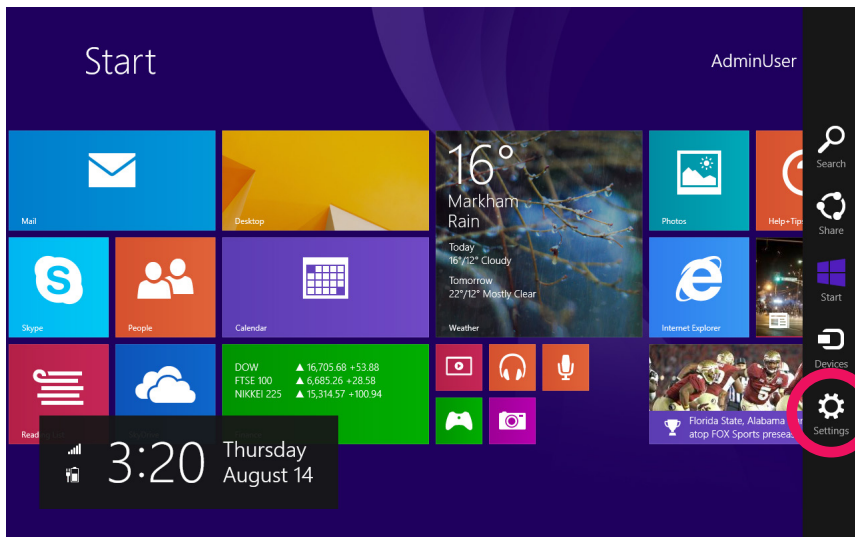 Start
AdminUser
Mail
Desktop
16°
Markham
Rain
Today
16°/12° Cloudy
Tomorrow
22°/12° Mostly Clear
Weather
Photos
Help+Tips
Skype
People
Calendar
Internet Explorer
DOW ▲ 16,705.68 +53.88
FTSE 100 ▲ 6,685.26 +28.58
NIKKEI 225 ▲ 15,314.57 +100.94
Florida State, Alabama
atop FOX Sports
3:20
Thursday
August 14
Search
Share
Start
Devices
Settings